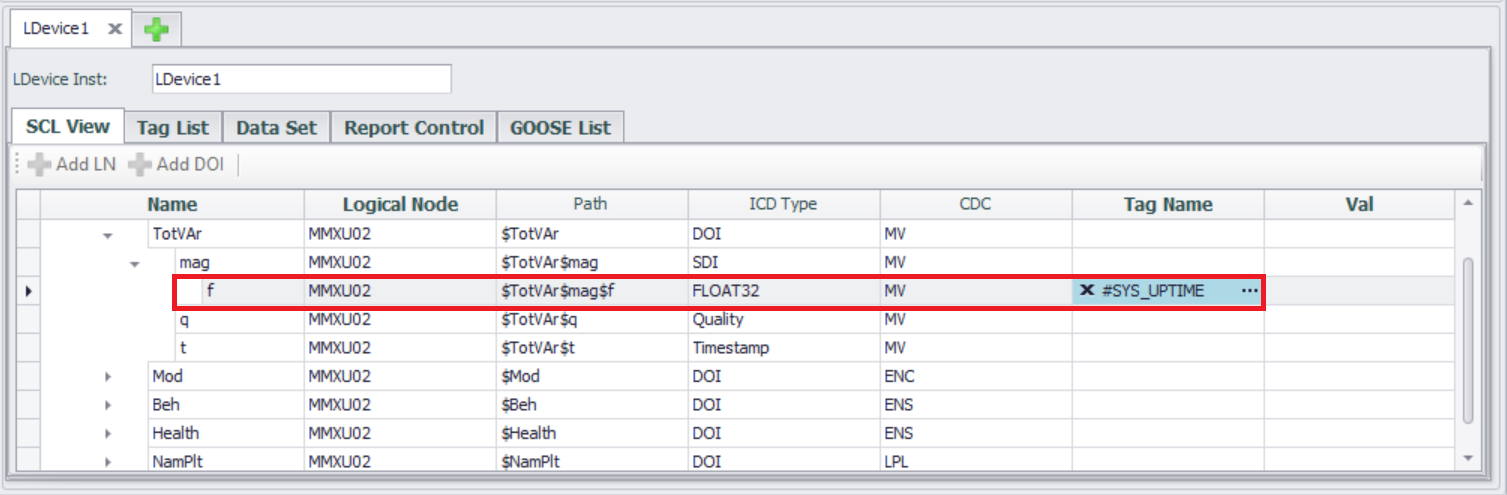 LDevice1
LDevice Inst: LDevice1
SCL View Tag List Data Set Report Control GOOSE List
Add LN Add DOI
Name Logical Node Path ICD Type CDC Tag Name Val
TotVAr MMXU02 $TotVAr DOI MV
mag MMXU02 $TotVAr$mag SDI MV
f MMXU02 $TotVAr$mag$f FLOAT32 MV #SYS_UPTIME ...
q MMXU02 $TotVAr$q Quality MV
t MMXU02 $TotVAr$t Timestamp MV
Mod MMXU02 $Mod DOI ENC
Beh MMXU02 $Beh DOI ENS
Health MMXU02 $Health DOI ENS
NamPlt MMXU02 $NamPlt DOI LPL